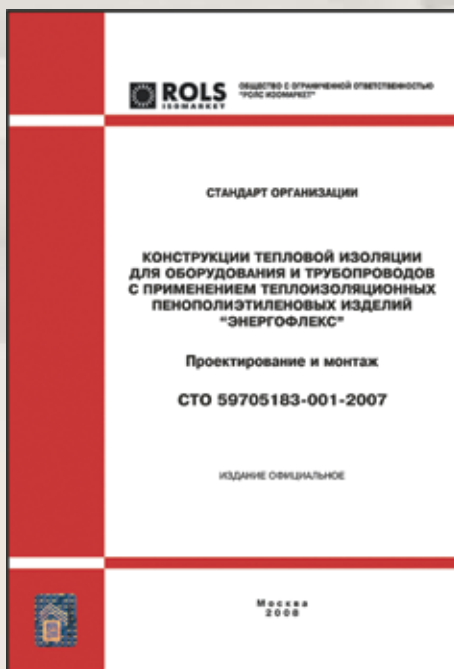 ROLS
ISOMARKET
ОБЩЕСТВО С ОГРАНИЧЕННОЙ ОТВЕТСТВЕННОСТЬЮ
"РОЛС ИЗОМАРКЕТ"
СТАНДАРТ ОРГАНИЗАЦИИ
КОНСТРУКЦИИ ТЕПЛОВОЙ ИЗОЛЯЦИИ
ДЛЯ ОБОРУДОВАНИЯ И ТРУБОПРОВОДОВ
С ПРИМЕНЕНИЕМ ТЕПЛОИЗОЛЯЦИОННЫХ
ПЕНОПОЛИЭТИЛЕНОВЫХ ИЗДЕЛИЙ
"ЭНЕРГОФЛЕКС"
Проектирование и монтаж
СТО 59705183-001-2007
ИЗДАНИЕ ОФИЦИАЛЬНОЕ
Москва
2008